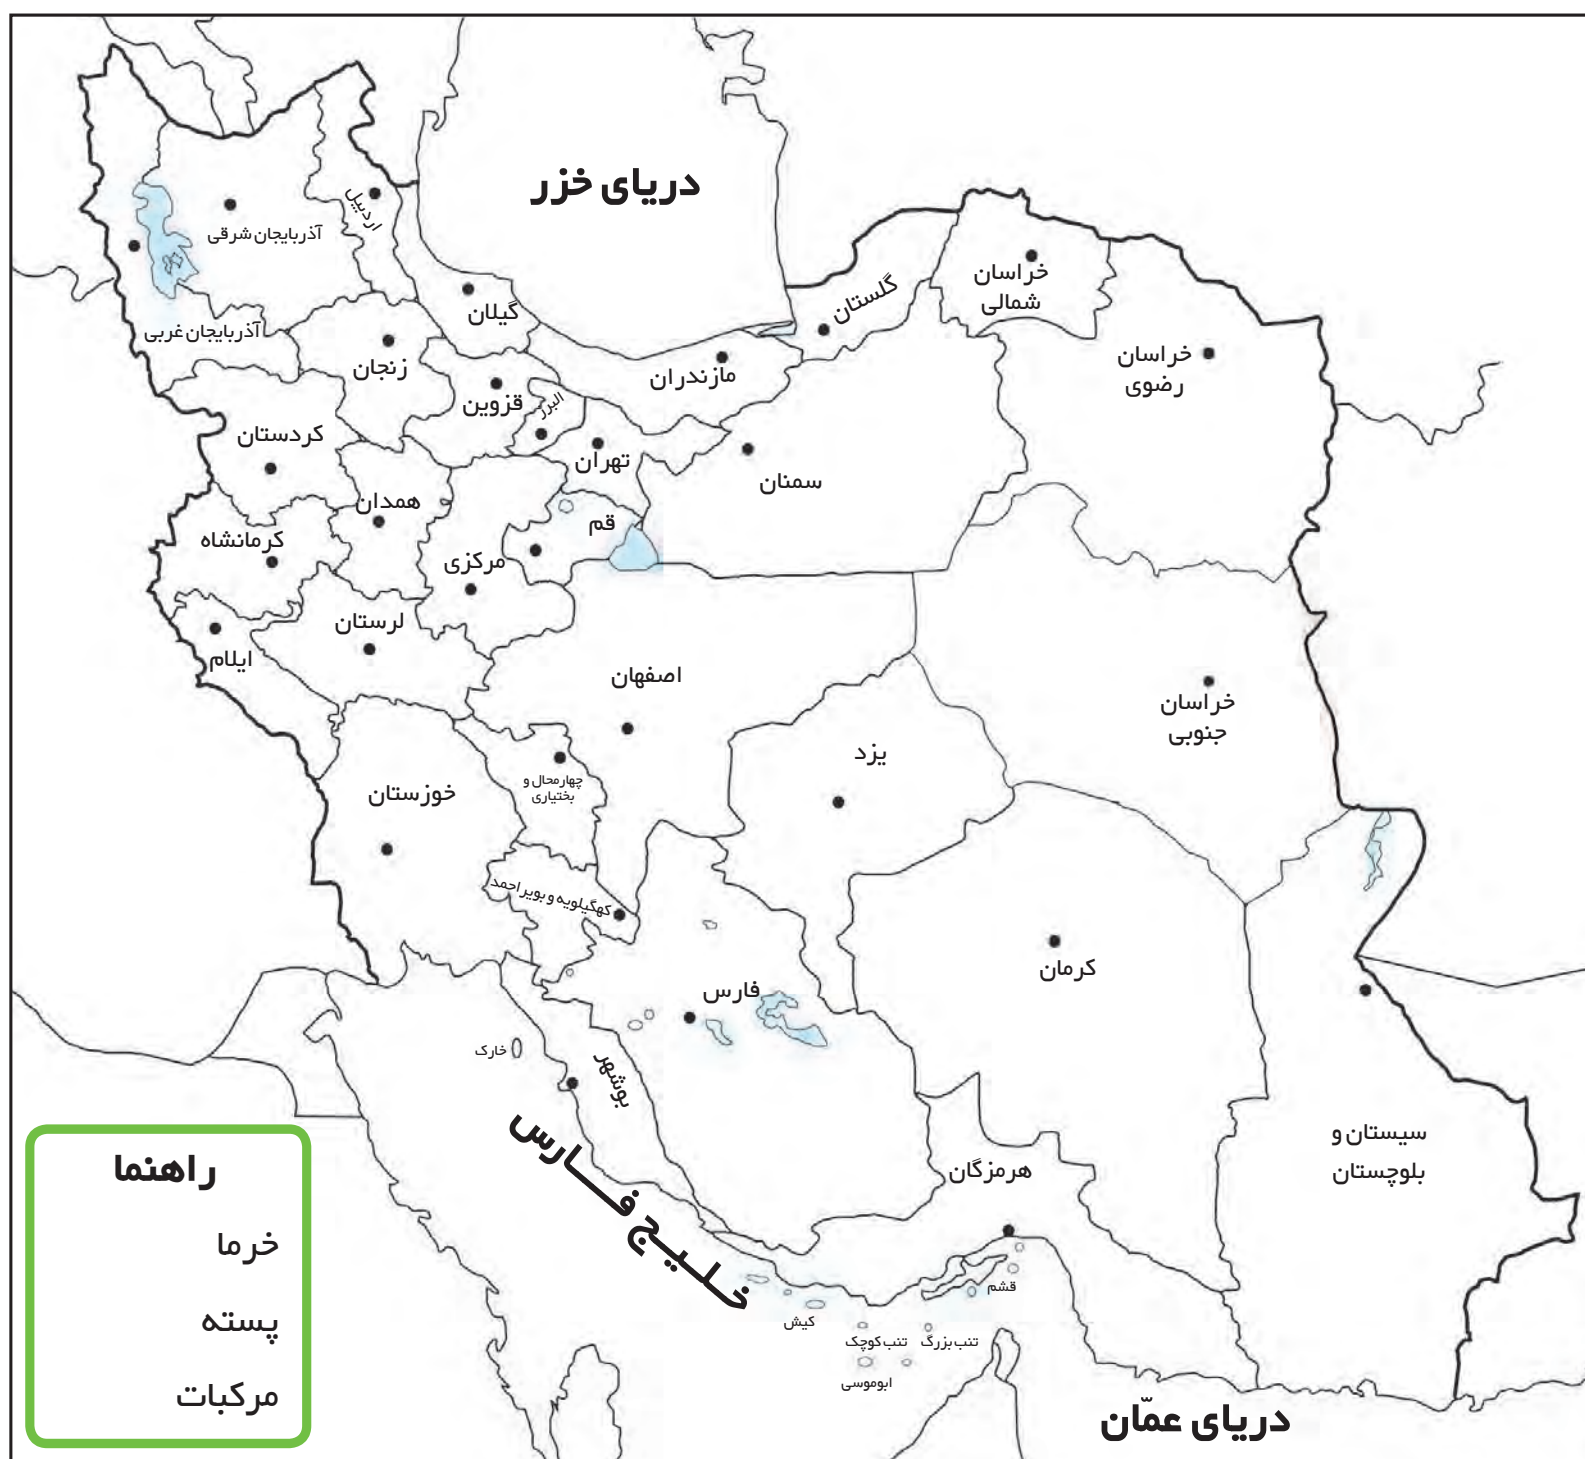 دریای خزر
اردبیل
آذربایجان شرقی
خراسان
شمالی
گلستان
گیلان
آذربایجان غربی
خراسان
رضوی
زنجان
مازندران
قزوین
البرز
کردستان
تهران
سمنان
همدان
قم
کرمانشاه
مرکزی
لرستان
ایلام
اصفهان
خراسان
جنوبی
یزد
چهارمحال و
بختیاری
خوزستان
کهگیلویه و بویراحمد
کرمان
فارس
خارک
بوشهر
سیستان و
بلوچستان
هرمزگان
خلیج فارس
قشم
کیش
تنب بزرگ
تنب کوچک
ابوموسی
دریای عمّان
راهنما
خرما
پسته
مرکبات